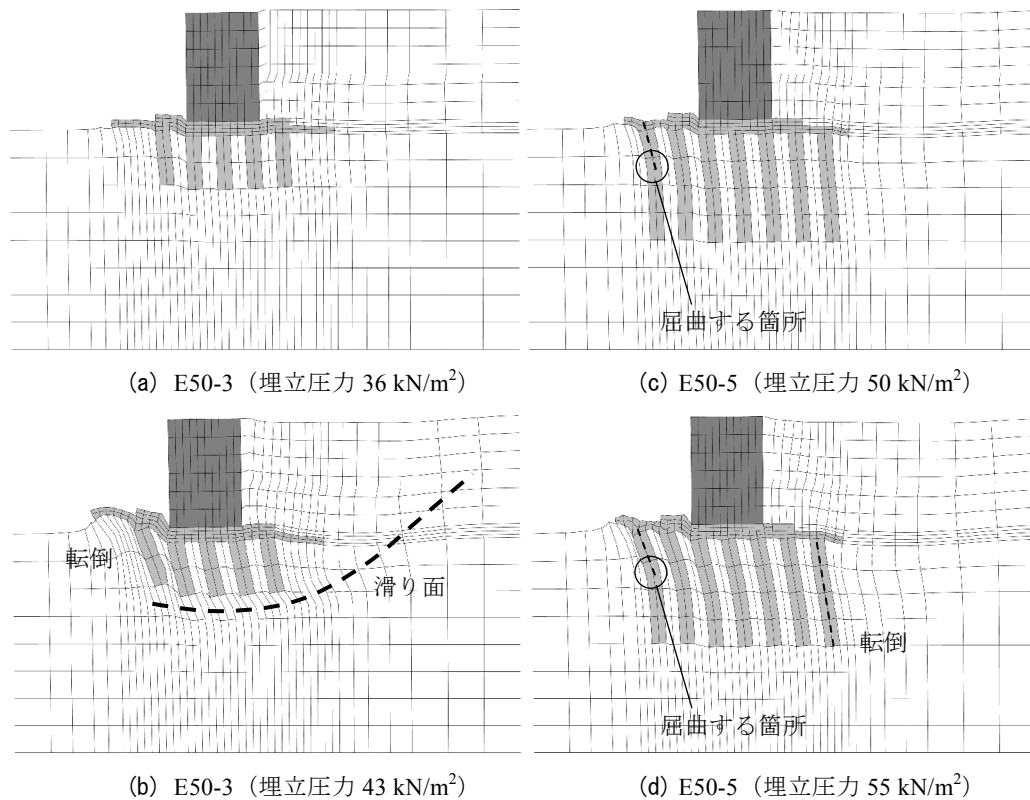 屈曲する箇所
(a) E50-3（埋立圧力 36 kN/m²）
(c) E50-5（埋立圧力 50 kN/m²）
転倒
滑り面
転倒
屈曲する箇所
(b) E50-3（埋立圧力 43 kN/m²）
(d) E50-5（埋立圧力 55 kN/m²）